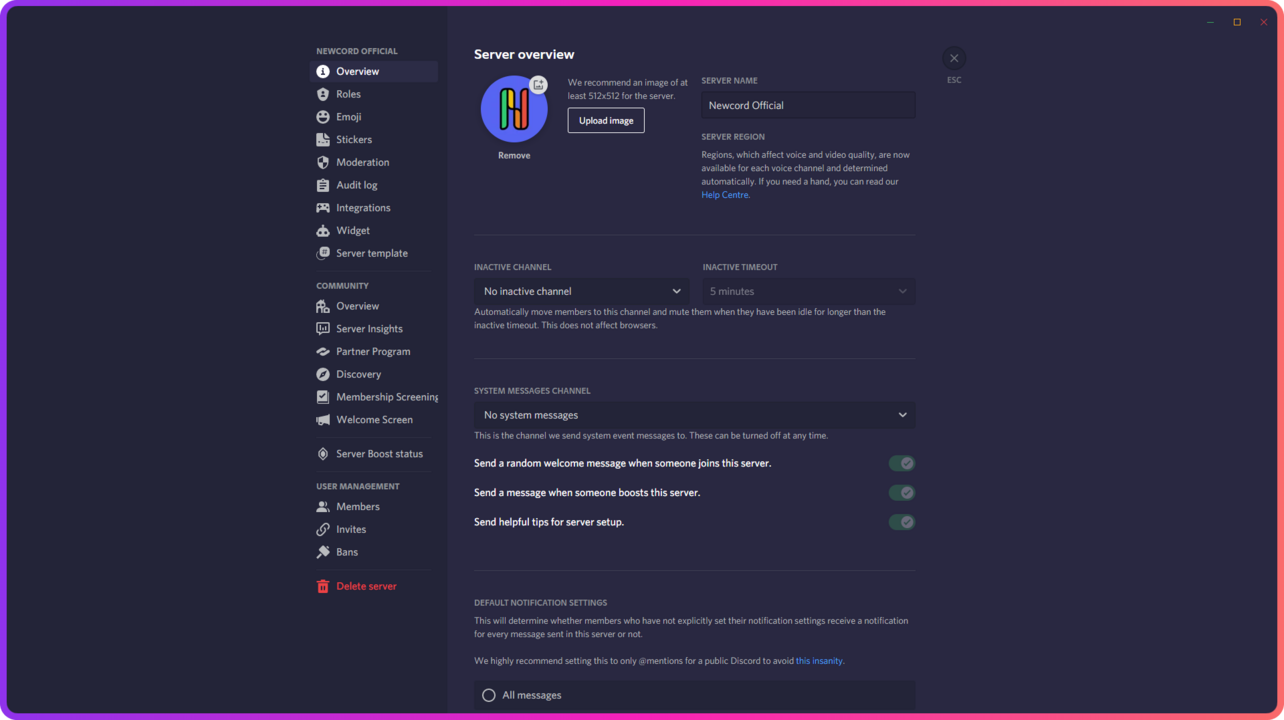 NEWCORD OFFICIAL
Overview
Roles
Emoji
Stickers
Moderation
Audit log
Integrations
Widget
Server template
COMMUNITY
Overview
Server Insights
Partner Program
Discovery
Membership Screening
Welcome Screen
Server Boost status
USER MANAGEMENT
Members
Invites
Bans
Delete server
Server overview
Remove
We recommend an image of at
least 512x512 for the server.
Upload image
SERVER NAME
Newcord Official
SERVER REGION
Regions, which affect voice and video quality, are now
available for each voice channel and determined
automatically. If you need a hand, you can read our
Help Centre.
ESC
INACTIVE CHANNEL
No inactive channel
INACTIVE TIMEOUT
5 minutes
Automatically move members to this channel and mute them when they have been idle for longer than the
inactive timeout. This does not affect browsers.
SYSTEM MESSAGES CHANNEL
No system messages
This is the channel we send system event messages to. These can be turned off at any time.
Send a random welcome message when someone joins this server.
Send a message when someone boosts this server.
Send helpful tips for server setup.
DEFAULT NOTIFICATION SETTINGS
This will determine whether members who have not explicitly set their notification settings receive a notification
for every message sent in this server or not.
We highly recommend setting this to only @mentions for a public Discord to avoid this insanity.
All messages